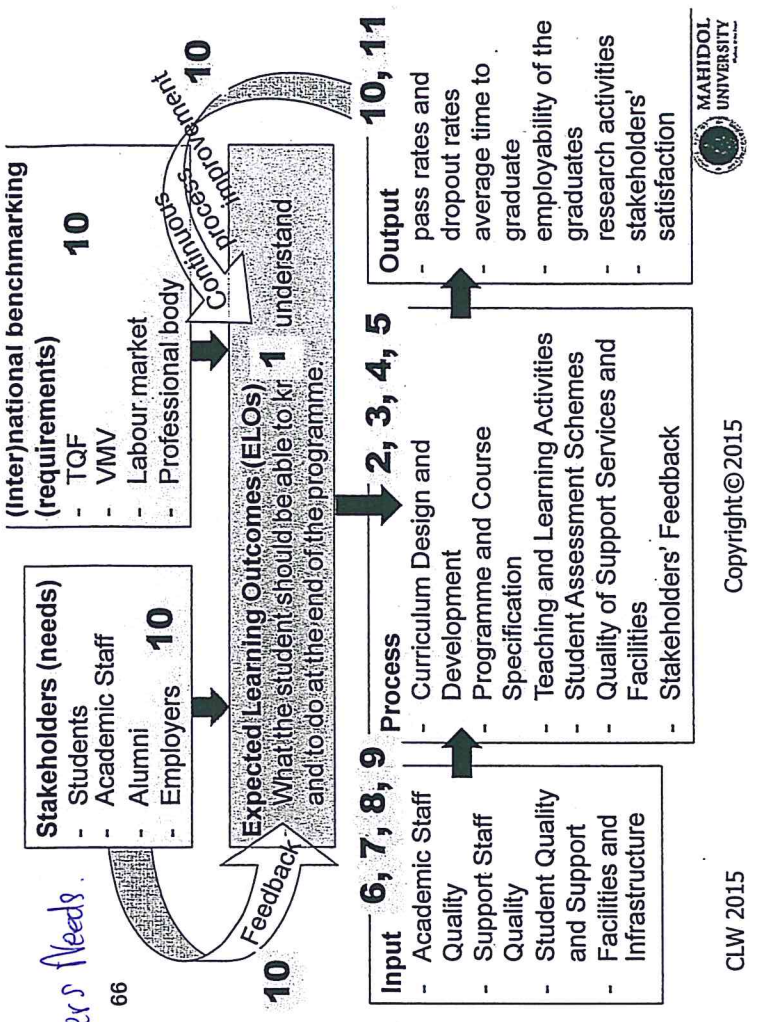 ers Needs.
66
Stakeholders (needs)
- Students
- Academic Staff
- Alumni
- Employers
10
(Inter)national benchmarking
(requirements)
- TQF
- VMV
- Labour market
- Professional body
10
Feedback
10
Continuous
process
improvement
10
Expected Learning Outcomes (ELOs)
What the student should be able to kr 1 understand
and to do at the end of the programme.
Input 6, 7, 8, 9
- Academic Staff
Quality
- Support Staff
Quality
- Student Quality
and Support
- Facilities and
Infrastructure
Process 2, 3, 4, 5
- Curriculum Design and
Development
- Programme and Course
Specification
- Teaching and Learning Activities
- Student Assessment Schemes
- Quality of Support Services and
Facilities
- Stakeholders' Feedback
Output 10, 11
- pass rates and
dropout rates
- average time to
graduate
- employability of the
graduates
- research activities
- stakeholders'
satisfaction
CLW 2015
Copyright©2015
MAHIDOL
UNIVERSITY